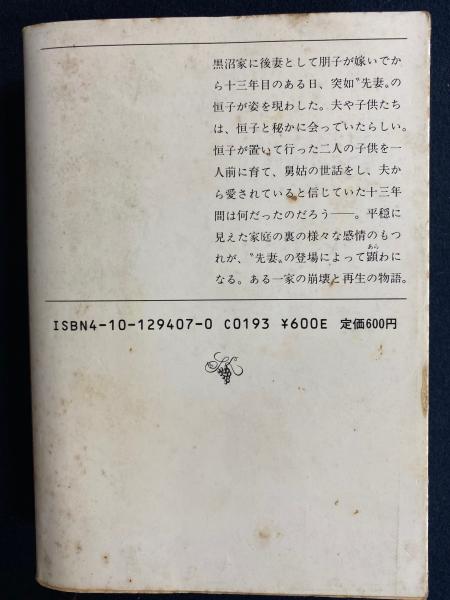 黒沼家に後妻として朋子が嫁いでか
ら十三年目のある日、突如〝先妻〟の
恒子が姿を現わした。夫や子供たち
は、恒子と秘かに会っていたらしい。
恒子が置いて行った二人の子供を一
人前に育て、舅姑の世話をし、夫か
ら愛されていると信じていた十三年
間は何だったのだろう――。平穏に
見えた家庭の裏の様々な感情のもつ
れが、〝先妻〟の登場によって顕わに
あら
なる。ある一家の崩壊と再生の物語。
ISBN4-10-129407-0 C0193 ¥600E 定価600円